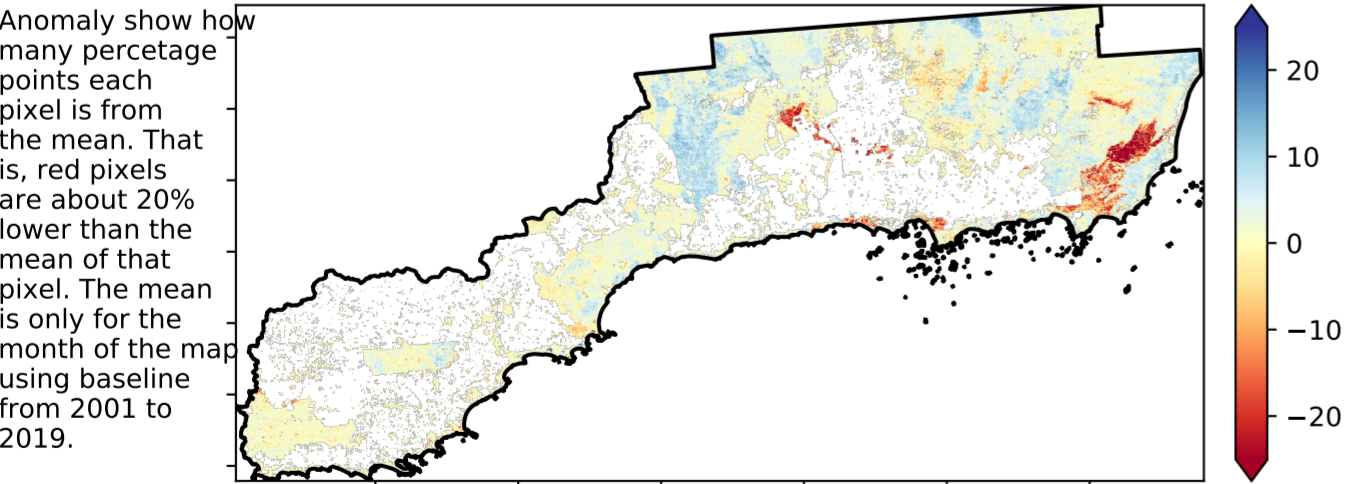 Anomaly show how
many percetage
points each
pixel is from
the mean. That
is, red pixels
are about 20%
lower than the
mean of that
pixel. The mean
is only for the
month of the map
using baseline
from 2001 to
2019.
20
10
0
−10
−20